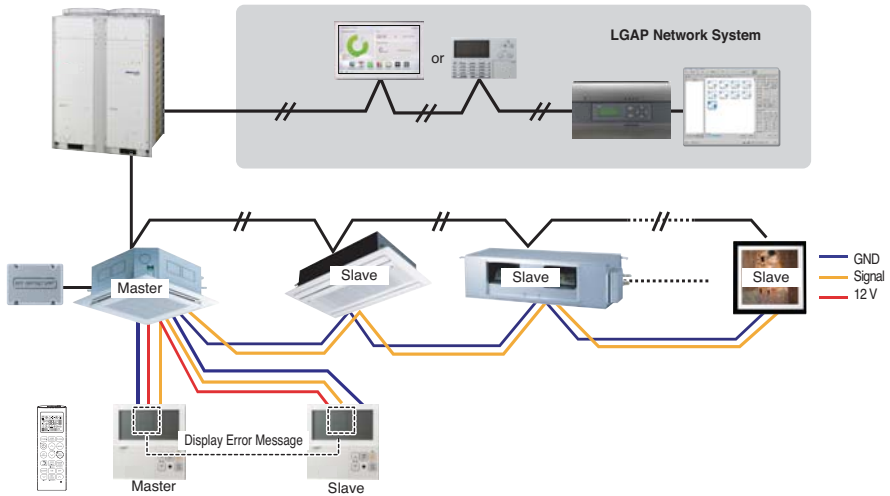 LGAP Network System
or
Master
Slave
Slave
Slave
GND
Signal
12 V
Display Error Message
Master
Slave